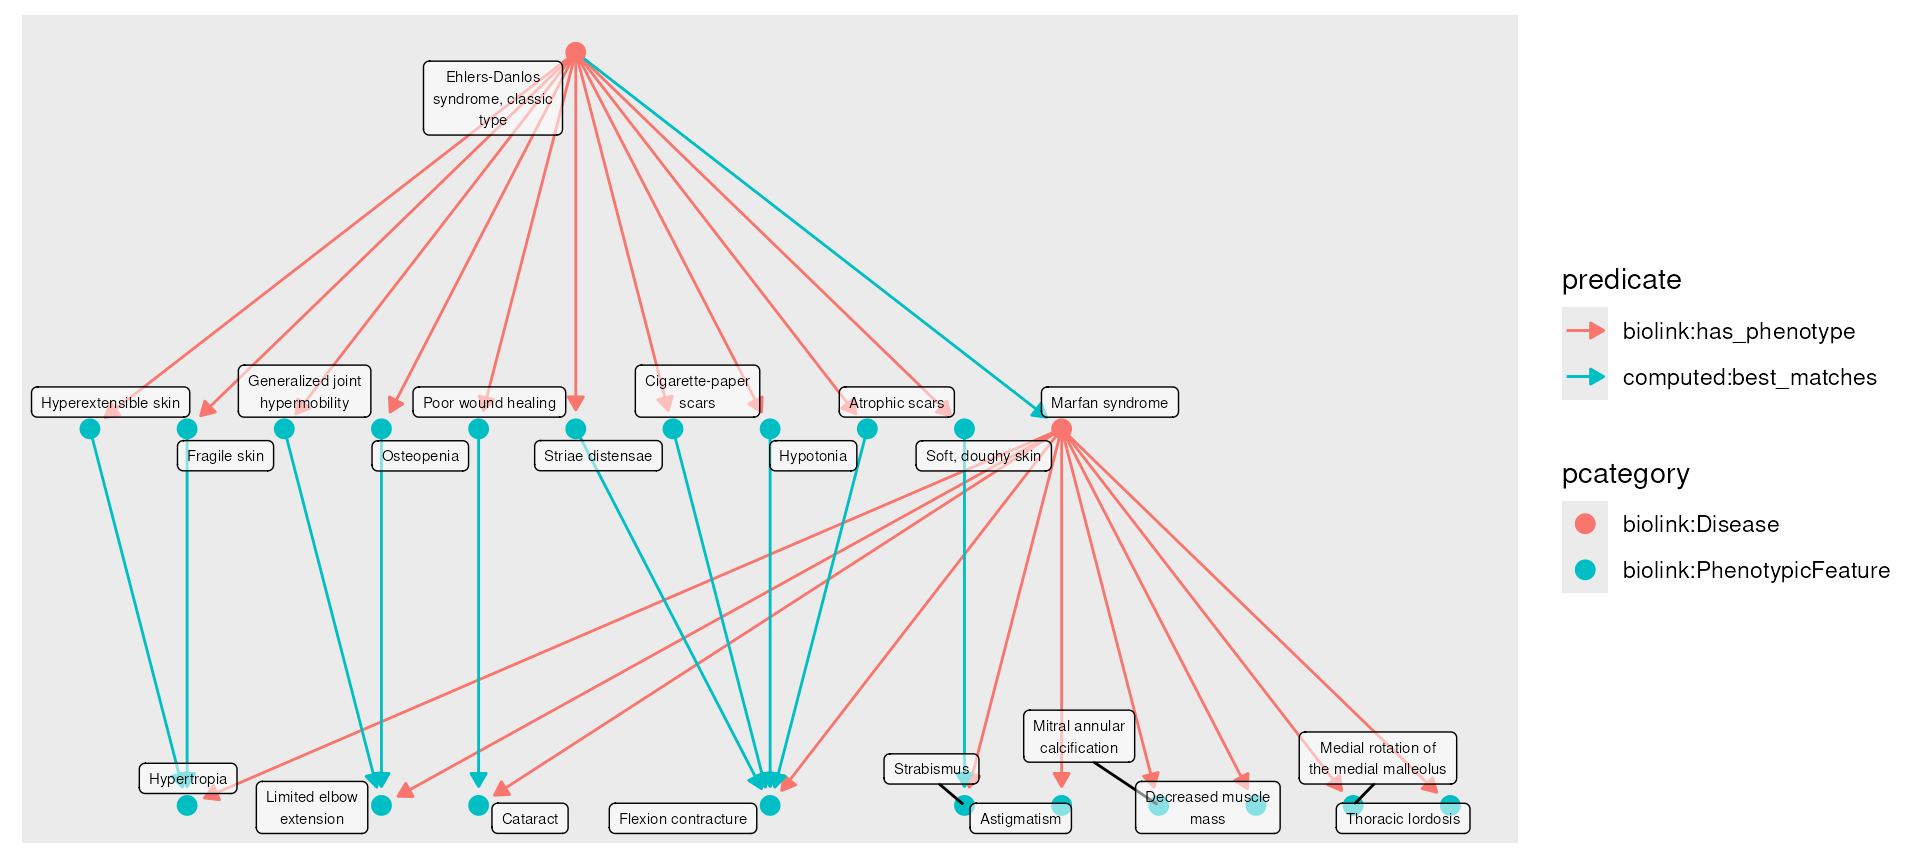 Ehlers-Danlos
syndrome, classic
type
Hyperextensible skin
Generalized joint
hypermobility
Poor wound healing
Cigarette-paper
scars
Atrophic scars
Marfan syndrome
Fragile skin
Osteopenia
Striae distensae
Hypotonia
Soft, doughy skin
Hypertropia
Limited elbow
extension
Cataract
Flexion contracture
Strabismus
Astigmatism
Mitral annular
calcification
Decreased muscle
mass
Medial rotation of
the medial malleolus
Thoracic lordosis
predicate
biolink:has_phenotype
computed:best_matches
pcategory
biolink:Disease
biolink:PhenotypicFeature